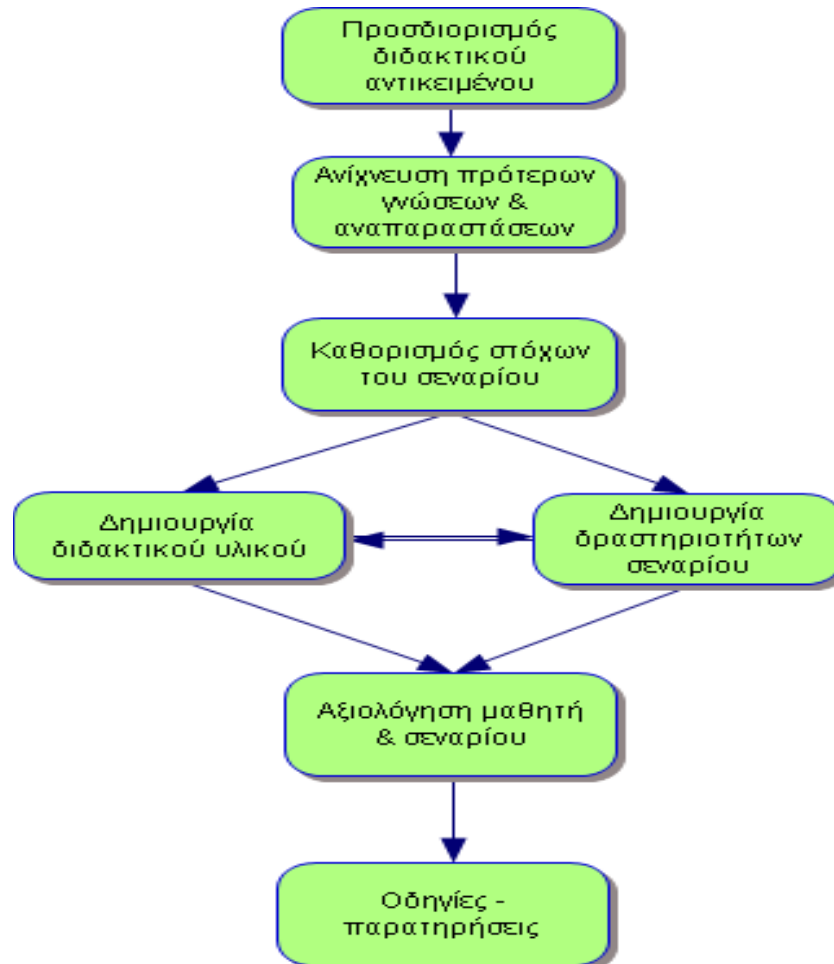 Προσδιορισμός
διδακτικού
αντικειμένου
Ανίχνευση πρότερων
γνώσεων &
αναπαραστάσεων
Καθορισμός στόχων
του σεναρίου
Δημιουργία
διδακτικού υλικού
Δημιουργία
δραστηριοτήτων
σεναρίου
Αξιολόγηση μαθητή
& σεναρίου
Οδηγίες -
παρατηρήσεις